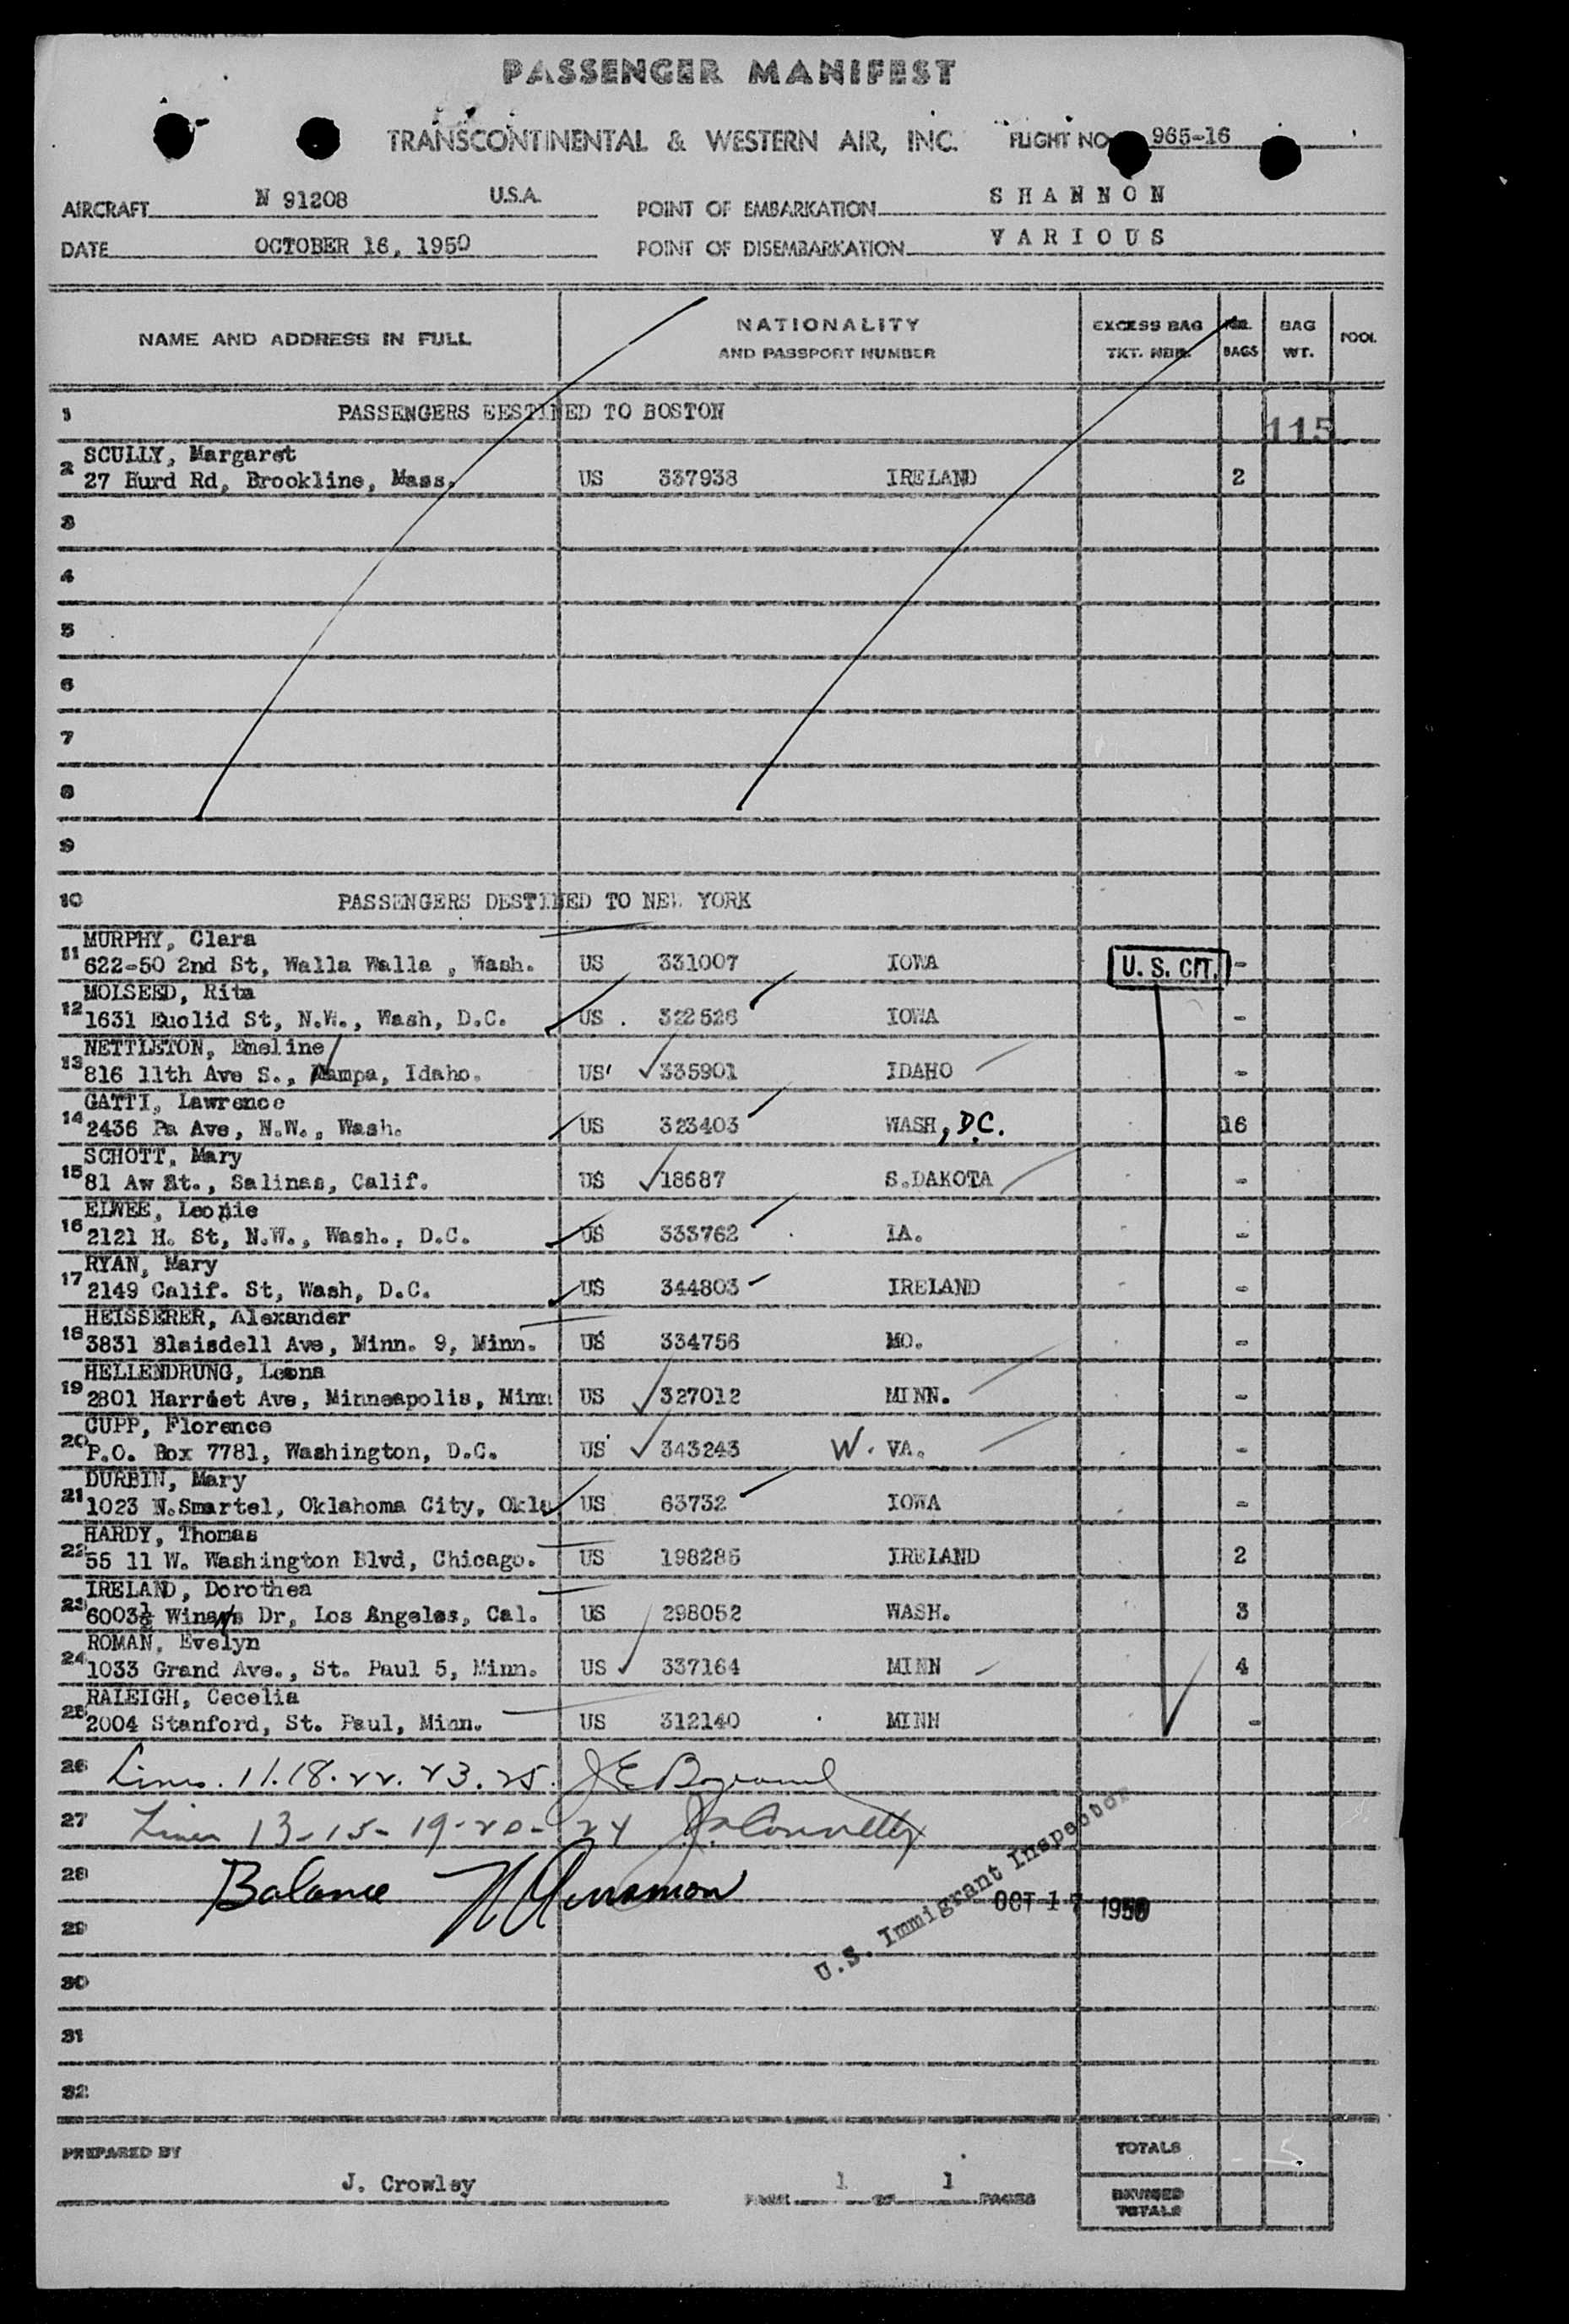 PASSENGER MANIFEST
TRANSCONTINENTAL & WESTERN AIR, INC. FLIGHT NO 965-16
AIRCRAFT N 91208 U.S.A. POINT OF EMBARKATION SHANNON
DATE OCTOBER 16, 1950 POINT OF DISEMBARKATION VARIOUS
NAME AND ADDRESS IN FULL NATIONALITY AND PASSPORT NUMBER EXCESS BAG TKT. NBR. NBR. BAGS BAG WT. POOL
1 PASSENGERS EESTINED TO BOSTON 115
SCULLY, Margaret
2 27 Hurd Rd, Brookline, Mass. US 337938 IRELAND 2
3
4
5
6
7
8
9
10 PASSENGERS DESTINED TO NEW YORK
MURPHY, Clara
11 622-50 2nd St, Walla Walla , Wash. US 331007 IOWA U. S. CIT. -
MOLSEED, Rita
12 1631 Euclid St, N.W., Wash, D.C. US 322526 IOWA -
NETTLETON, Emeline
13 816 11th Ave S., Nampa, Idaho. US 335901 IDAHO -
GATTI, Lawrence
14 2436 Pa Ave, N.W., Wash. US 323403 WASH, D.C. 16
SCHOTT, Mary
15 81 Aw St., Salinas, Calif. US 18687 S.DAKOTA -
ELWEE, Leonie
16 2121 H. St, N.W., Wash., D.C. US 333762 IA. -
RYAN, Mary
17 2149 Calif. St, Wash, D.C. US 344803 IRELAND -
HEISSERER, Alexander
18 3831 Blaisdell Ave, Minn. 9, Minn. US 334756 MO. -
HELLENDRUNG, Leona
19 2801 Harriet Ave, Minneapolis, Minn US 327012 MINN. -
CUPP, Florence
20 P.O. Box 7781, Washington, D.C. US 343243 W. VA. -
DURBIN, Mary
21 1023 N.Smartel, Oklahoma City, Okla US 63732 IOWA -
HARDY, Thomas
22 55 11 W. Washington Blvd, Chicago. US 198286 IRELAND 2
IRELAND, Dorothea
23 6003½ Winans Dr, Los Angeles, Cal. US 298052 WASH. 3
ROMAN, Evelyn
24 1033 Grand Ave., St. Paul 5, Minn. US 337164 MINN 4
RALEIGH, Cecelia
25 2004 Stanford, St. Paul, Minn. US 312140 MINN -
26 Lines. 11.18.22.23.25.
27 Lines 13-15-19-20-24 Connelly
28 Balance
U.S. Immigrant Inspector
OCT 17 1950
29
30
31
32
PREPARED BY J. Crowley PAGE 1 OF 1 PAGES
TOTALS
REVISED TOTALS